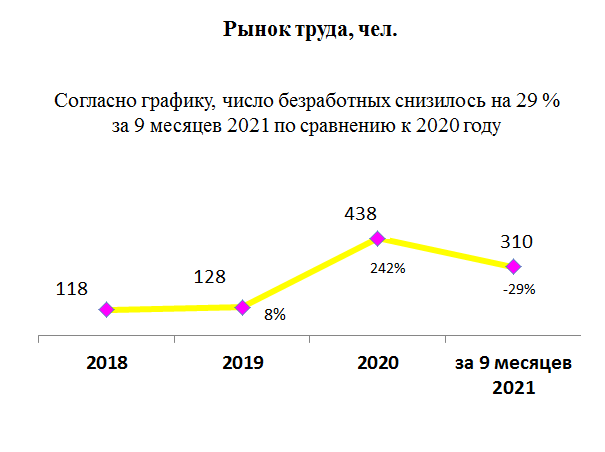 Рынок труда, чел.
Согласно графику, число безработных снизилось на 29 %
за 9 месяцев 2021 по сравнению к 2020 году
438
310
128
118
242%
-29%
8%
2018
2019
2020
за 9 месяцев
2021